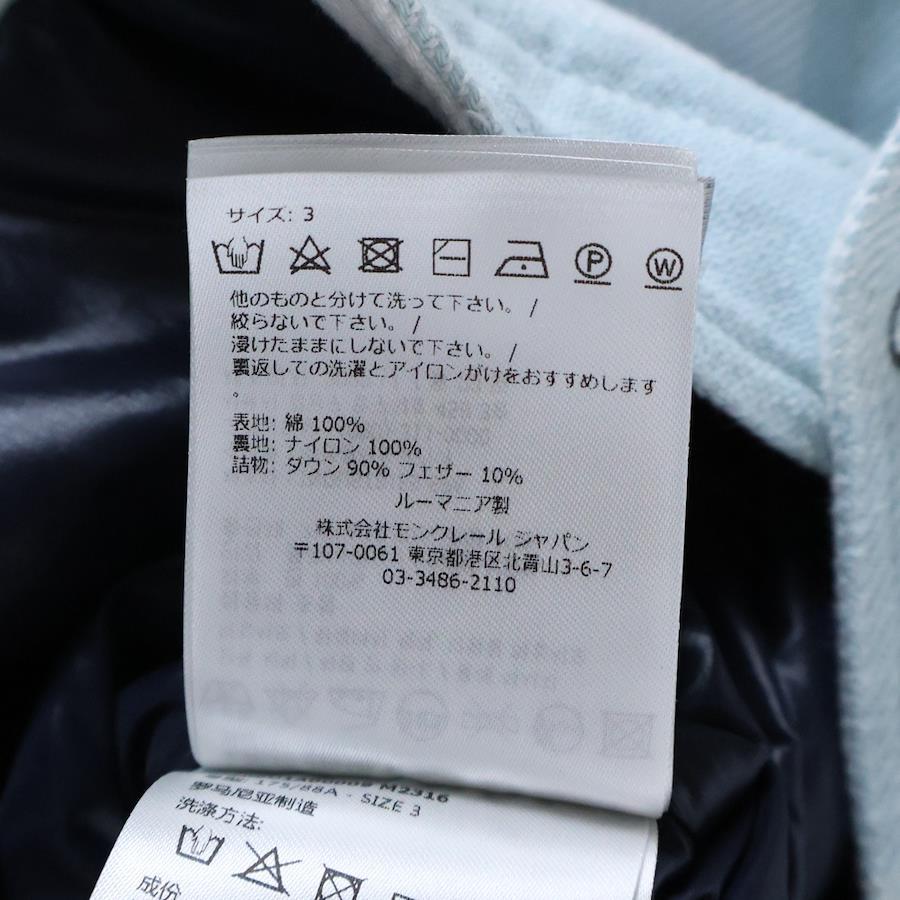 サイズ: 3
P W
他のものと分けて洗って下さい。 /
絞らないで下さい。 /
浸けたままにしないで下さい。 /
裏返しての洗濯とアイロンがけをおすすめします
。
表地: 綿 100%
裏地: ナイロン 100%
詰物: ダウン 90% フェザー 10%
ルーマニア製
株式会社モンクレール ジャパン
〒107-0061 東京都港区北青山3-6-7
03-3486-2110
M2316
175/88A - SIZE 3
罗马尼亚制造
洗涤方法:
成份